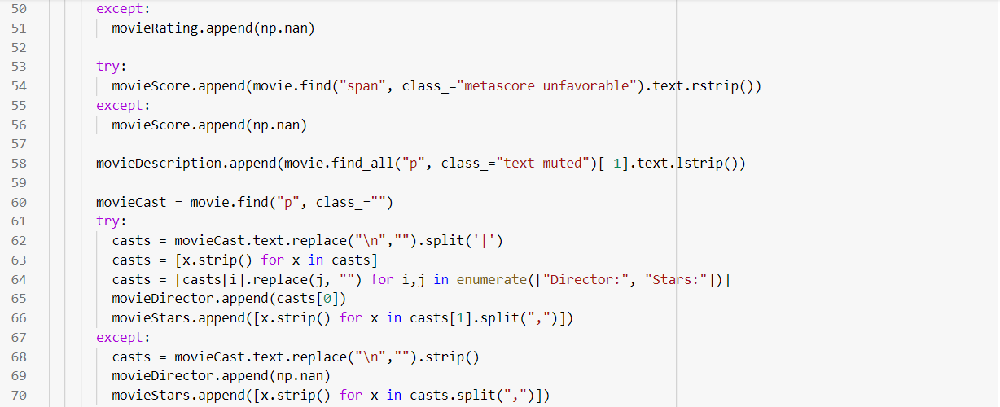 50 except:
51 movieRating.append(np.nan)
52
53 try:
54 movieScore.append(movie.find("span", class_="metascore unfavorable").text.rstrip())
55 except:
56 movieScore.append(np.nan)
57
58 movieDescription.append(movie.find_all("p", class_="text-muted")[-1].text.lstrip())
59
60 movieCast = movie.find("p", class_="")
61 try:
62 casts = movieCast.text.replace("\n","").split('|')
63 casts = [x.strip() for x in casts]
64 casts = [casts[i].replace(j, "") for i,j in enumerate(["Director:", "Stars:"])]
65 movieDirector.append(casts[0])
66 movieStars.append([x.strip() for x in casts[1].split(",")])
67 except:
68 casts = movieCast.text.replace("\n","").strip()
69 movieDirector.append(np.nan)
70 movieStars.append([x.strip() for x in casts.split(",")])